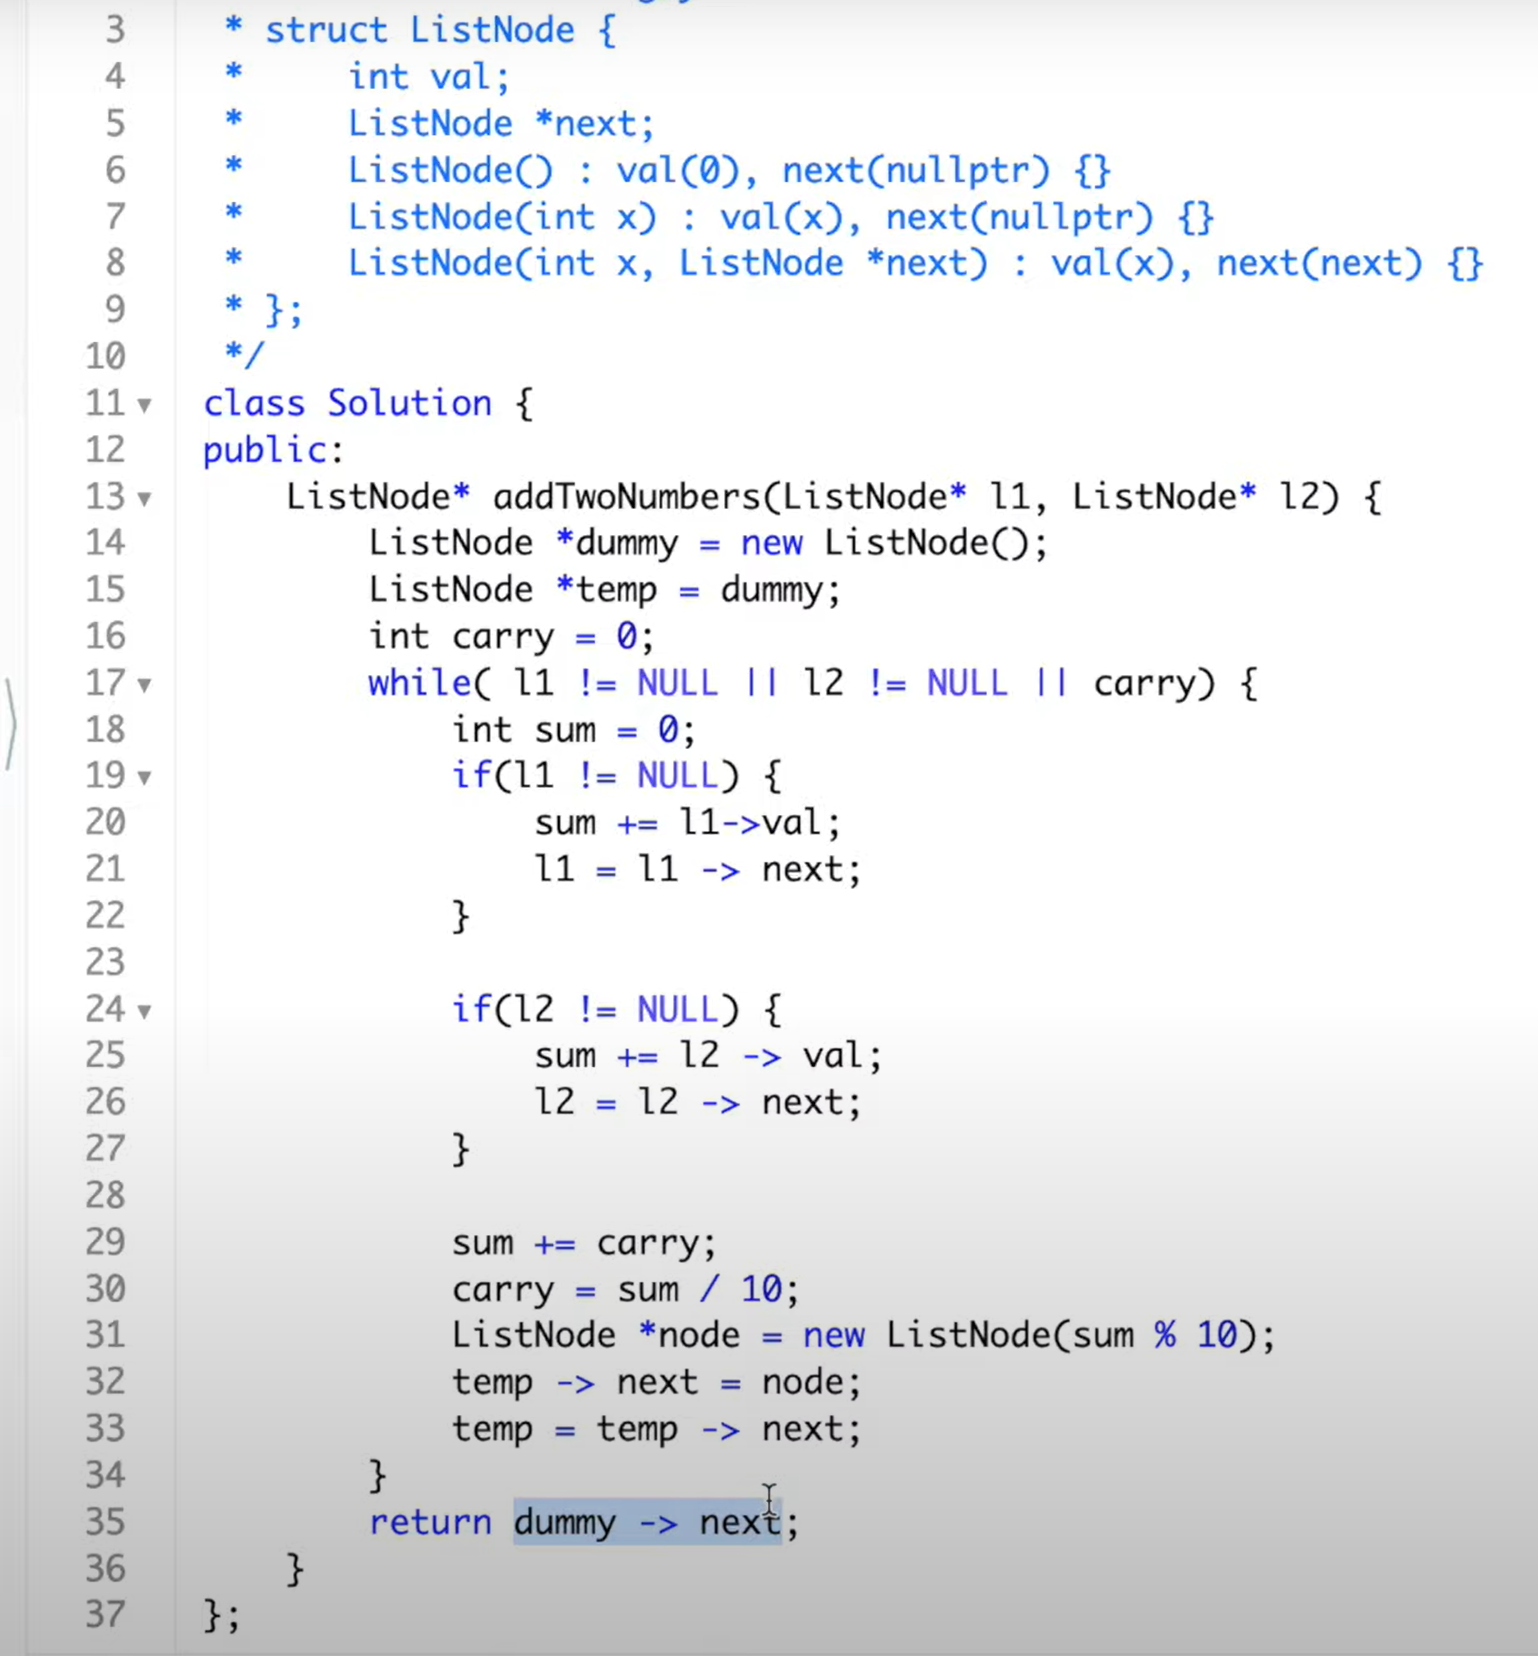 3 * struct ListNode {
4 *     int val;
5 *     ListNode *next;
6 *     ListNode() : val(0), next(nullptr) {}
7 *     ListNode(int x) : val(x), next(nullptr) {}
8 *     ListNode(int x, ListNode *next) : val(x), next(next) {}
9 * };
10 */
11 class Solution {
12 public:
13     ListNode* addTwoNumbers(ListNode* l1, ListNode* l2) {
14         ListNode *dummy = new ListNode();
15         ListNode *temp = dummy;
16         int carry = 0;
17         while( l1 != NULL || l2 != NULL || carry) {
18             int sum = 0;
19             if(l1 != NULL) {
20                 sum += l1->val;
21                 l1 = l1 -> next;
22             }
23
24             if(l2 != NULL) {
25                 sum += l2 -> val;
26                 l2 = l2 -> next;
27             }
28
29             sum += carry;
30             carry = sum / 10;
31             ListNode *node = new ListNode(sum % 10);
32             temp -> next = node;
33             temp = temp -> next;
34         }
35         return dummy -> next;
36     }
37 };